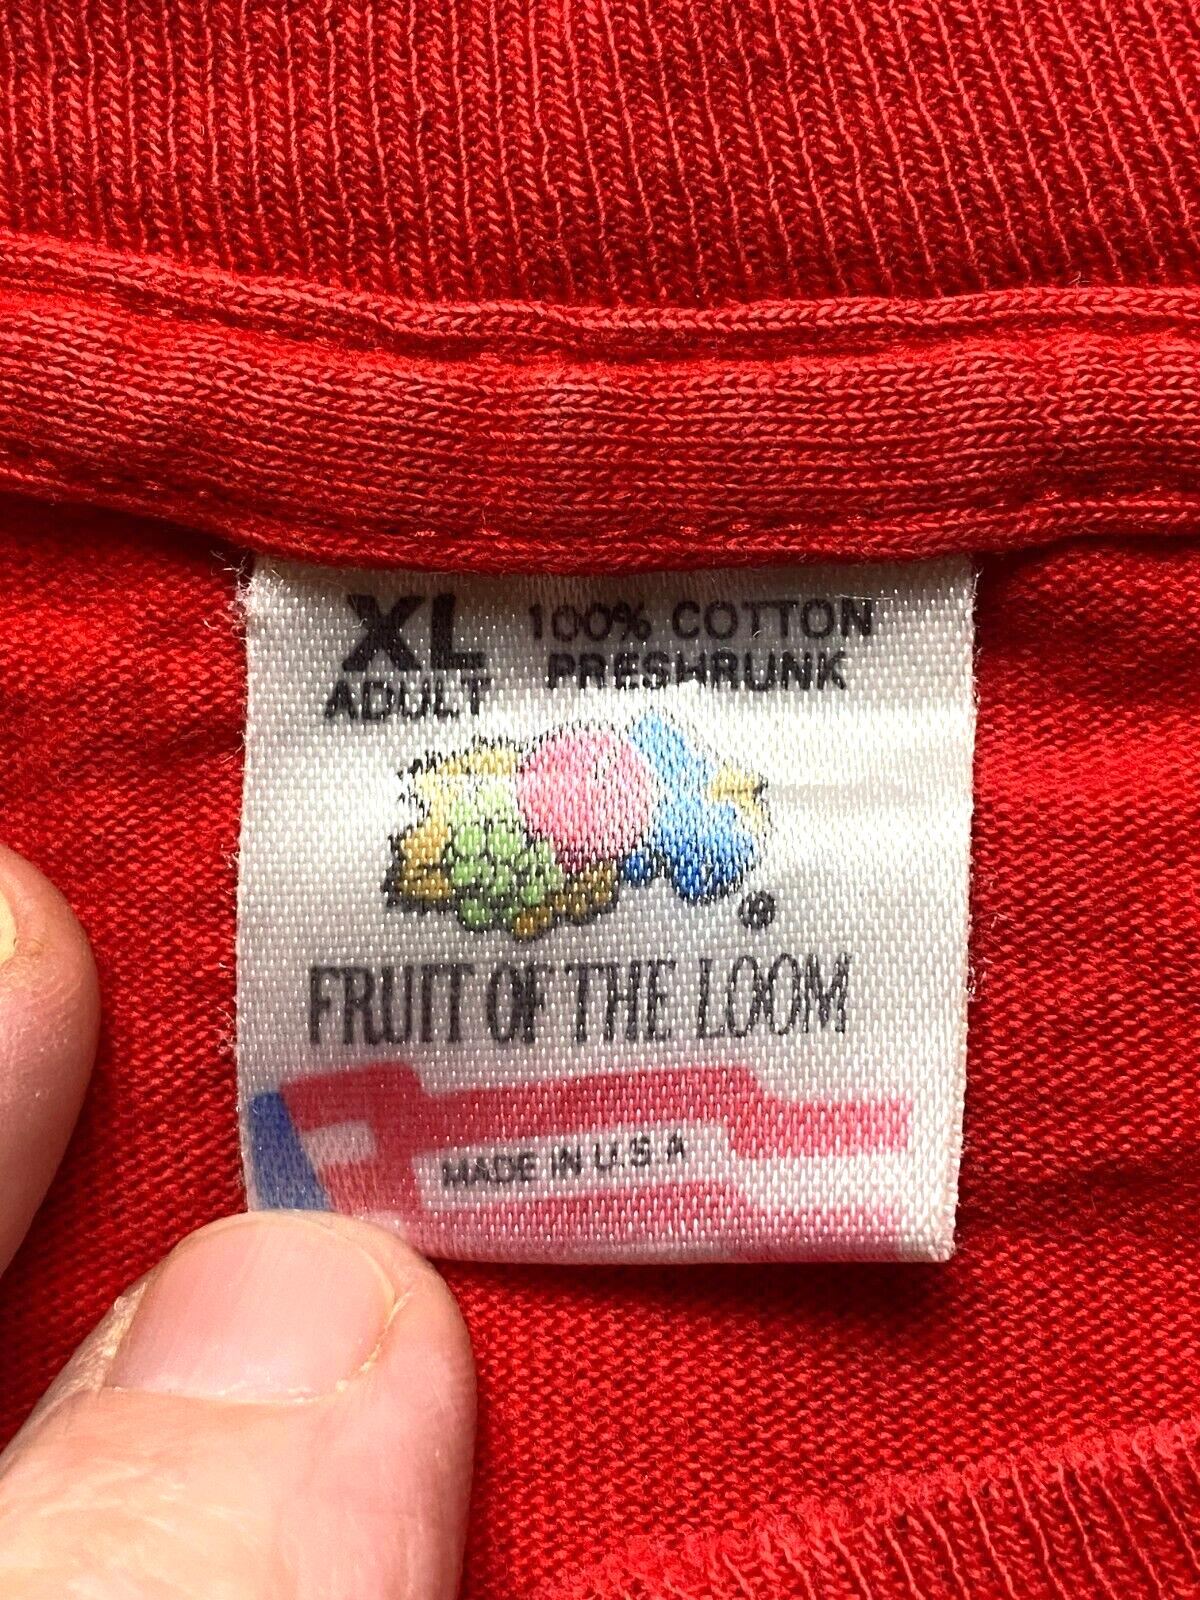 XL 100% COTTON
ADULT PRESHRUNK
®
FRUIT OF THE LOOM
MADE IN U.S.A